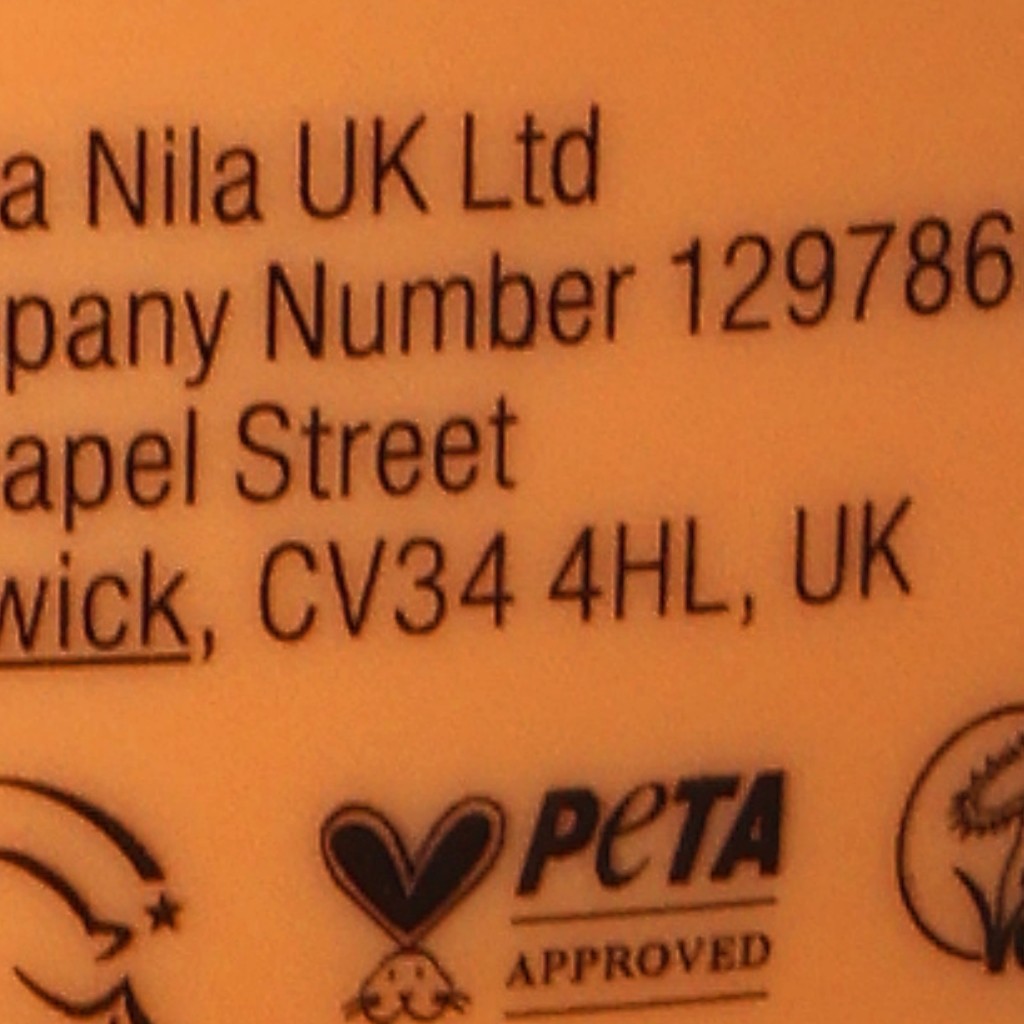 a Nila UK Ltd
pany Number 129786
apel Street
wick, CV34 4HL, UK
PeTA
APPROVED